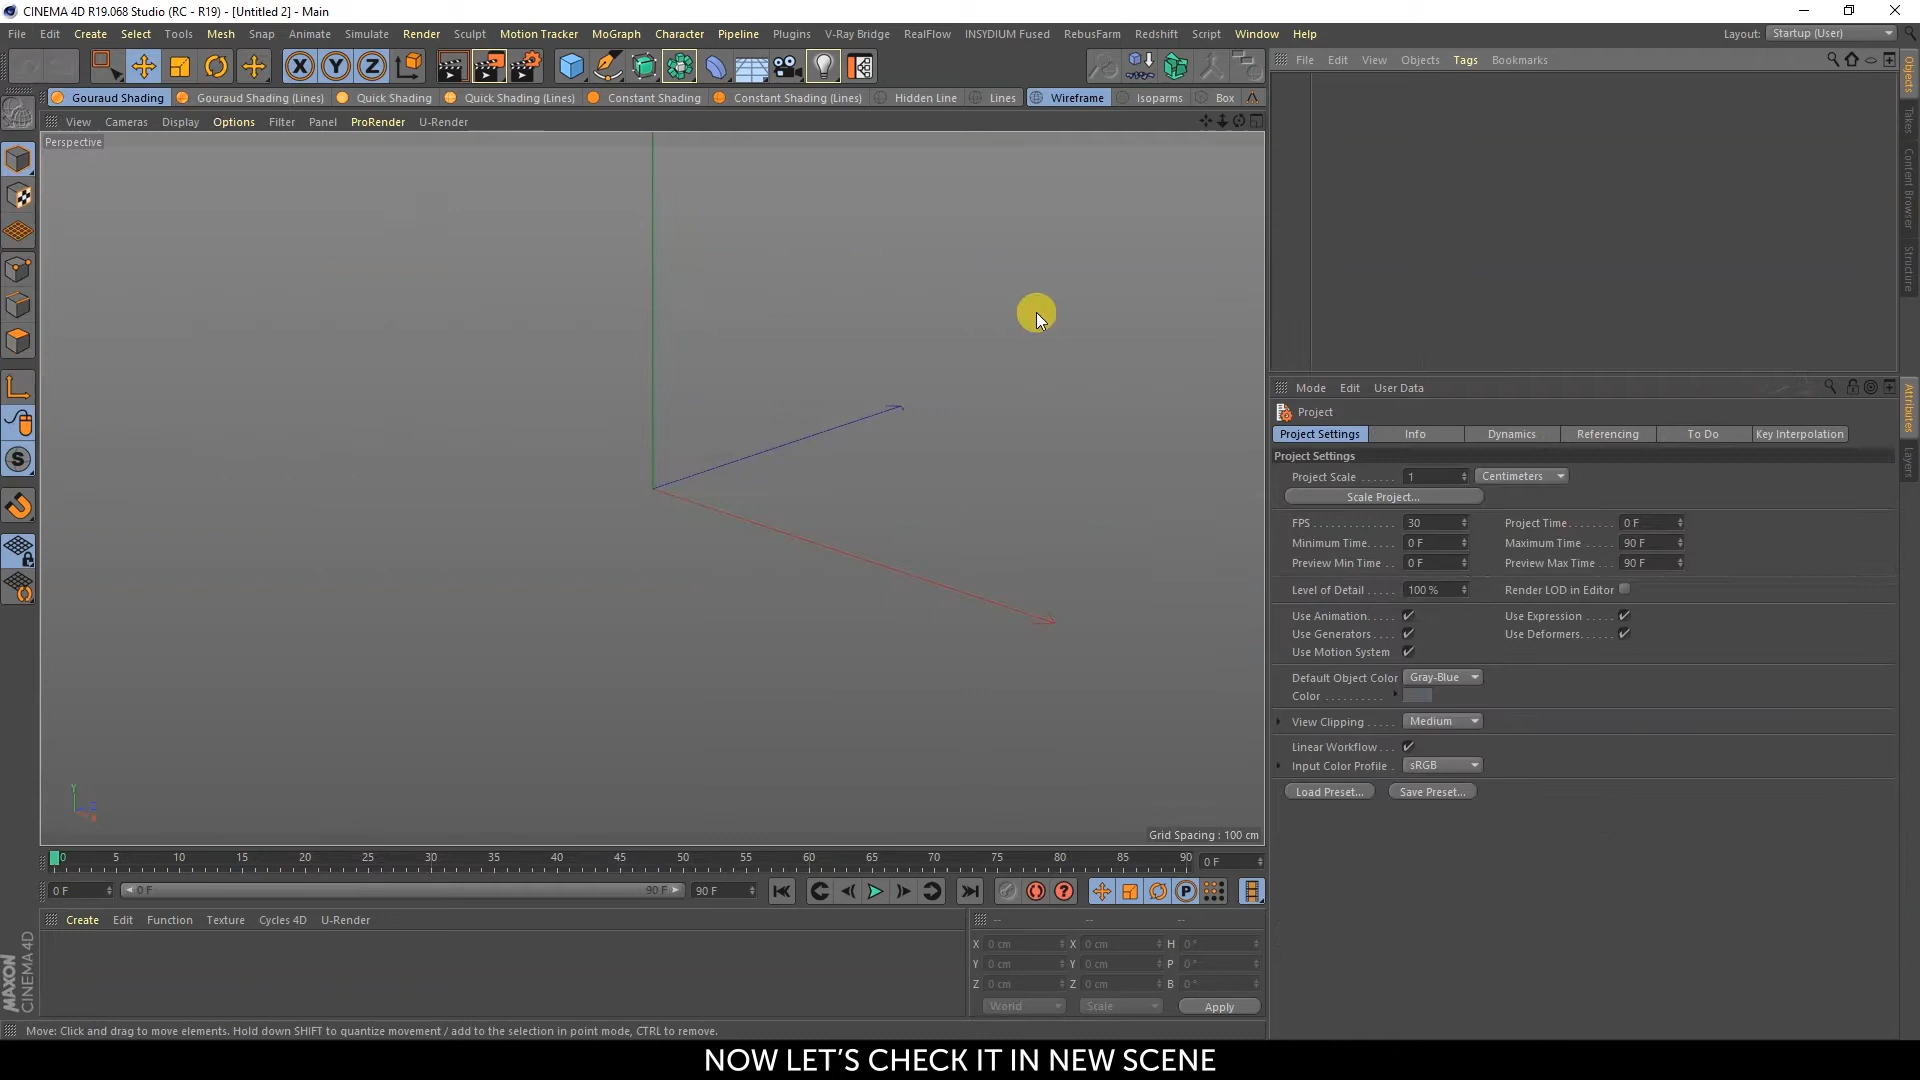 CINEMA 4D R19.068 Studio (RC - R19) - [Untitled 2] - Main
File Edit Create Select Tools Mesh Snap Animate Simulate Render Sculpt Motion Tracker MoGraph Character Pipeline Plugins V-Ray Bridge RealFlow INSYDIUM Fused RebusFarm Redshift Script Window Help Layout: Startup (User)
X Y Z
File Edit View Objects Tags Bookmarks
Gouraud Shading Gouraud Shading (Lines) Quick Shading Quick Shading (Lines) Constant Shading Constant Shading (Lines) Hidden Line Lines Wireframe Isoparms Box
View Cameras Display Options Filter Panel ProRender U-Render
Perspective
Objects
Takes
Content Browser
Structure
Mode Edit User Data
Project
Project Settings Info Dynamics Referencing To Do Key Interpolation
Project Settings
Project Scale ...... 1 Centimeters
Scale Project...
FPS .............. 30 Project Time........ 0 F
Minimum Time..... 0 F Maximum Time ..... 90 F
Preview Min Time .. 0 F Preview Max Time .. 90 F
Level of Detail..... 100 % Render LOD in Editor
Use Animation..... Use Expression .....
Use Generators .... Use Deformers......
Use Motion System
Default Object Color Gray-Blue
Color ..........
View Clipping ..... Medium
Linear Workflow...
Input Color Profile . sRGB
Load Preset... Save Preset...
Attributes
Layers
S
Y
Z
X
Grid Spacing : 100 cm
0 5 10 15 20 25 30 35 40 45 50 55 60 65 70 75 80 85 90 0 F
0 F 0 F 90 F 90 F
P
Create Edit Function Texture Cycles 4D U-Render
-- -- --
X 0 cm X 0 cm H 0 °
Y 0 cm Y 0 cm P 0 °
Z 0 cm Z 0 cm B 0 °
World Scale Apply
MAXON
CINEMA 4D
Move: Click and drag to move elements. Hold down SHIFT to quantize movement / add to the selection in point mode, CTRL to remove.
NOW LET'S CHECK IT IN NEW SCENE